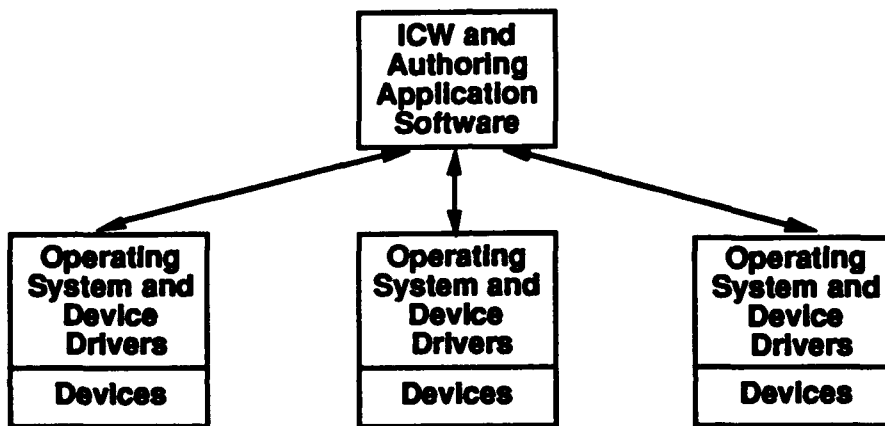 ICW and
Authoring
Application
Software
Operating
System and
Device
Drivers
Devices
Operating
System and
Device
Drivers
Devices
Operating
System and
Device
Drivers
Devices